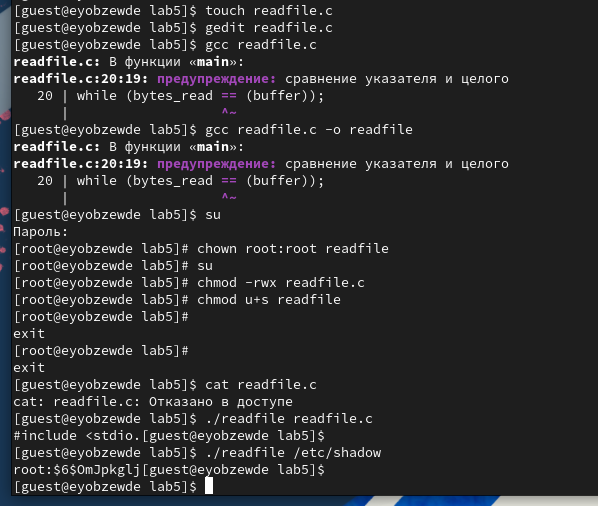 [guest@eyobzewde lab5]$ touch readfile.c
[guest@eyobzewde lab5]$ gedit readfile.c
[guest@eyobzewde lab5]$ gcc readfile.c
readfile.c: В функции «main»:
readfile.c:20:19: предупреждение: сравнение указателя и целого
20 | while (bytes_read == (buffer));
| ^~
[guest@eyobzewde lab5]$ gcc readfile.c -o readfile
readfile.c: В функции «main»:
readfile.c:20:19: предупреждение: сравнение указателя и целого
20 | while (bytes_read == (buffer));
| ^~
[guest@eyobzewde lab5]$ su
Пароль:
[root@eyobzewde lab5]# chown root:root readfile
[root@eyobzewde lab5]# su
[root@eyobzewde lab5]# chmod -rwx readfile.c
[root@eyobzewde lab5]# chmod u+s readfile
[root@eyobzewde lab5]#
exit
[root@eyobzewde lab5]#
exit
[guest@eyobzewde lab5]$ cat readfile.c
cat: readfile.c: Отказано в доступе
[guest@eyobzewde lab5]$ ./readfile readfile.c
#include <stdio.[guest@eyobzewde lab5]$
[guest@eyobzewde lab5]$ ./readfile /etc/shadow
root:$6$OmJpkglj[guest@eyobzewde lab5]$
[guest@eyobzewde lab5]$